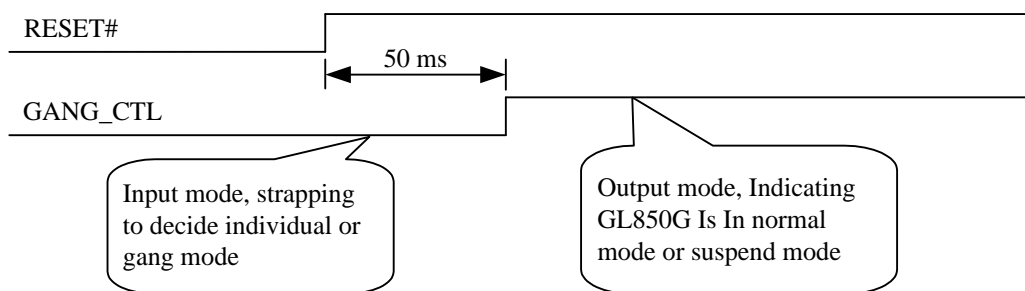 RESET#
50 ms
GANG_CTL
Input mode, strapping
to decide individual or
gang mode
Output mode, Indicating
GL850G Is In normal
mode or suspend mode